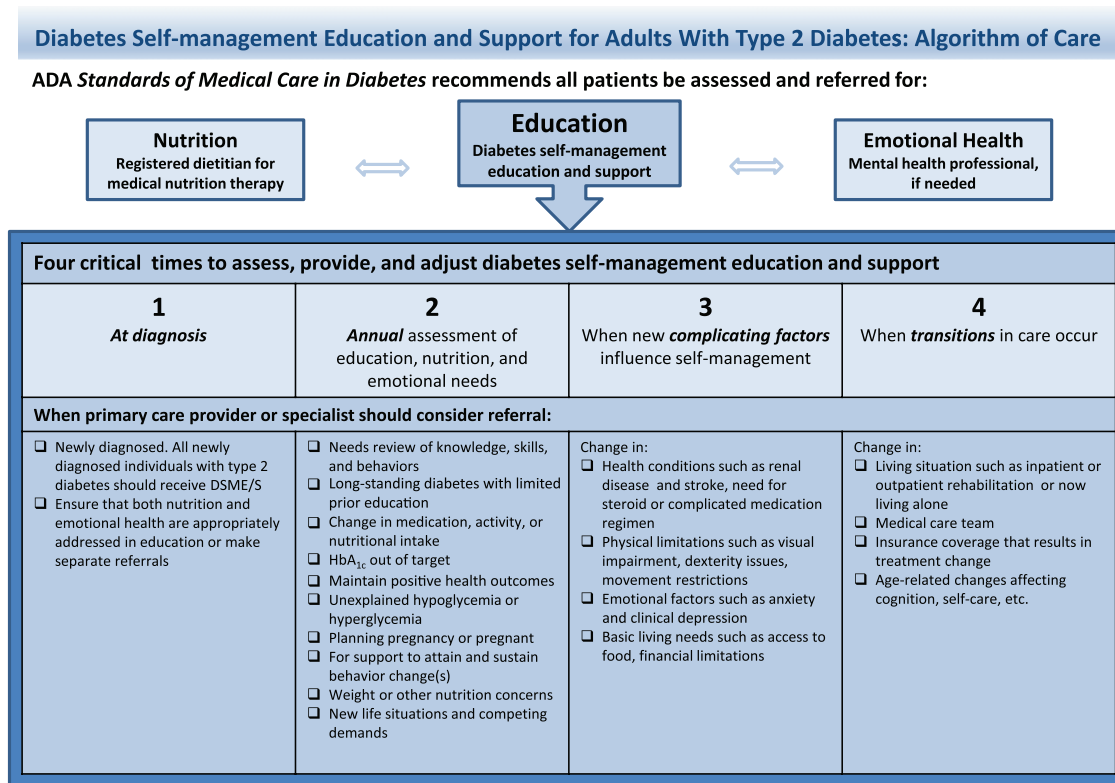 Diabetes Self-management Education and Support for Adults With Type 2 Diabetes: Algorithm of Care
ADA Standards of Medical Care in Diabetes recommends all patients be assessed and referred for:
Nutrition
Registered dietitian for
medical nutrition therapy
Education
Diabetes self-management
education and support
Emotional Health
Mental health professional,
if needed
Four critical times to assess, provide, and adjust diabetes self-management education and support
1
At diagnosis
2
Annual assessment of
education, nutrition, and
emotional needs
3
When new complicating factors
influence self-management
4
When transitions in care occur
When primary care provider or specialist should consider referral:
❑ Newly diagnosed. All newly
diagnosed individuals with type 2
diabetes should receive DSME/S
❑ Ensure that both nutrition and
emotional health are appropriately
addressed in education or make
separate referrals
❑ Needs review of knowledge, skills,
and behaviors
❑ Long-standing diabetes with limited
prior education
❑ Change in medication, activity, or
nutritional intake
❑ HbA1c out of target
❑ Maintain positive health outcomes
❑ Unexplained hypoglycemia or
hyperglycemia
❑ Planning pregnancy or pregnant
❑ For support to attain and sustain
behavior change(s)
❑ Weight or other nutrition concerns
❑ New life situations and competing
demands
Change in:
❑ Health conditions such as renal
disease and stroke, need for
steroid or complicated medication
regimen
❑ Physical limitations such as visual
impairment, dexterity issues,
movement restrictions
❑ Emotional factors such as anxiety
and clinical depression
❑ Basic living needs such as access to
food, financial limitations
Change in:
❑ Living situation such as inpatient or
outpatient rehabilitation or now
living alone
❑ Medical care team
❑ Insurance coverage that results in
treatment change
❑ Age-related changes affecting
cognition, self-care, etc.